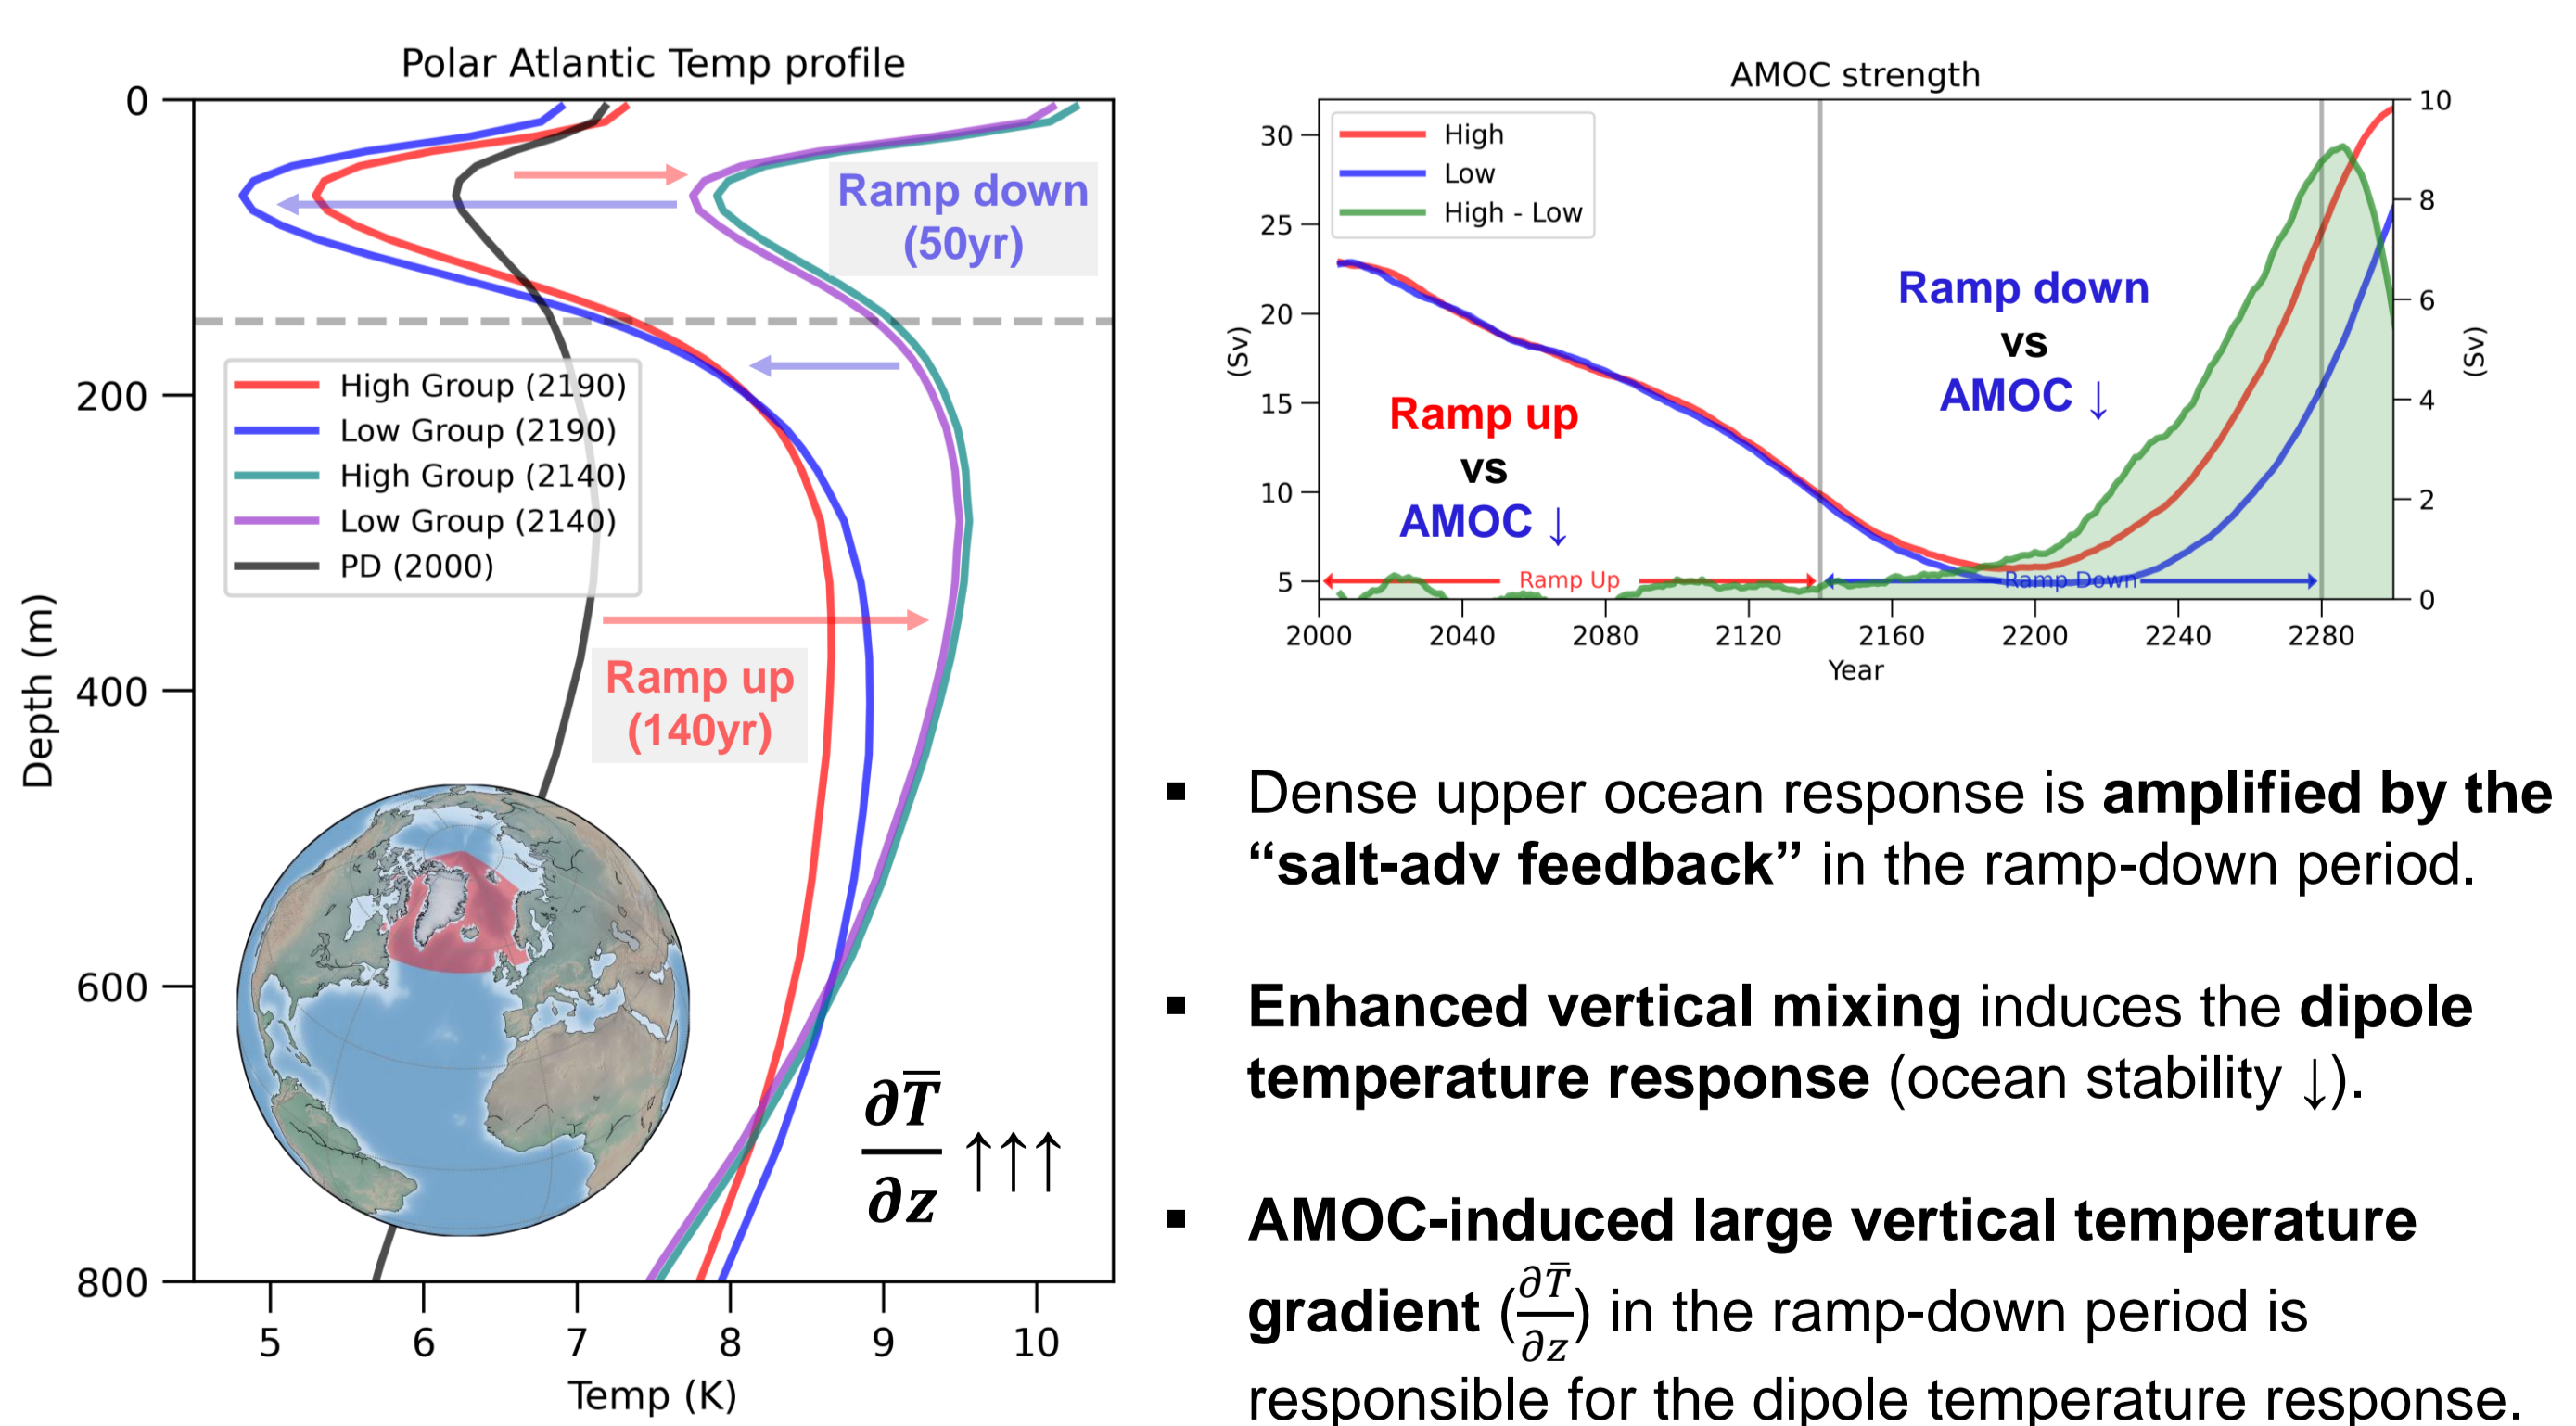 Polar Atlantic Temp profile
0
200
400
600
800
Depth (m)
Ramp down
(50yr)
High Group (2190)
Low Group (2190)
High Group (2140)
Low Group (2140)
PD (2000)
Ramp up
(140yr)
∂T̅/∂z ↑↑↑
5 6 7 8 9 10
Temp (K)
AMOC strength
High
Low
High - Low
30
25
20
15
10
5
(Sv)
10
8
6
4
2
0
(Sv)
Ramp up
vs
AMOC ↓
Ramp down
vs
AMOC ↓
Ramp Up
Ramp Down
2000 2040 2080 2120 2160 2200 2240 2280
Year
▪ Dense upper ocean response is amplified by the
“salt-adv feedback” in the ramp-down period.
▪ Enhanced vertical mixing induces the dipole
temperature response (ocean stability ↓).
▪ AMOC-induced large vertical temperature
gradient (∂T̅/∂z) in the ramp-down period is
responsible for the dipole temperature response.